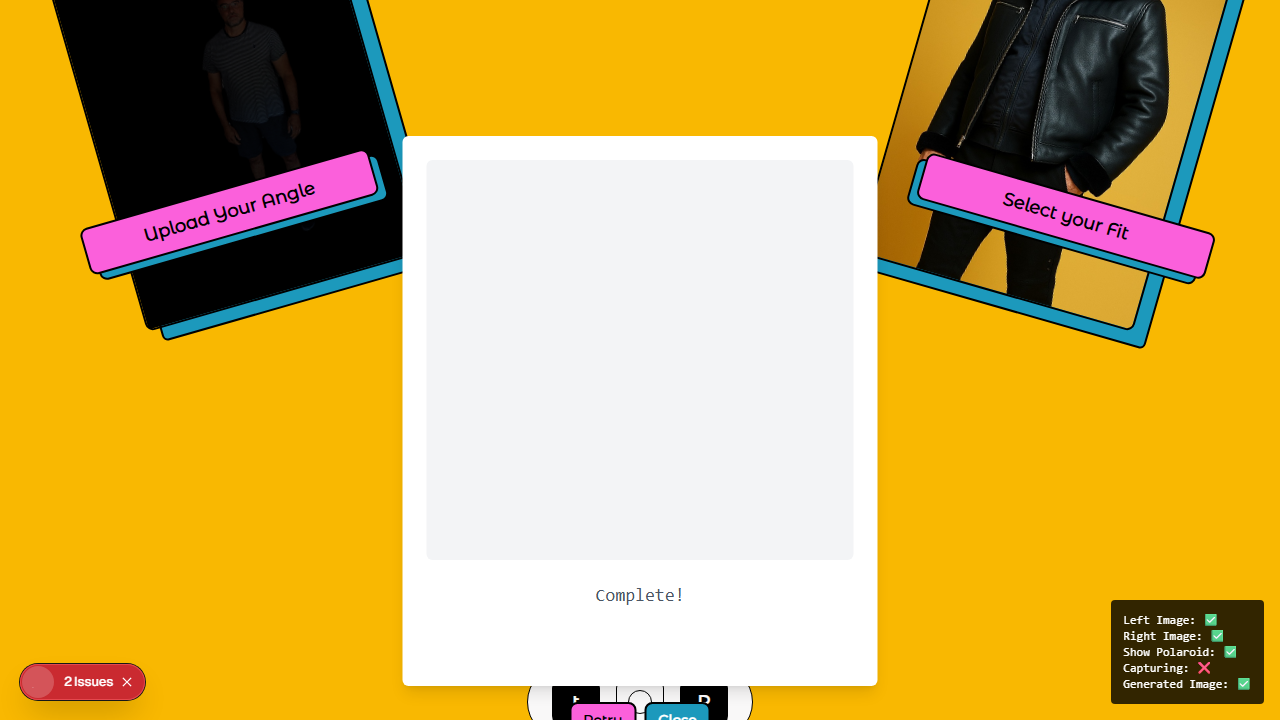 Upload Your Angle
Select your Fit
Complete!
Left Image: ✅
Right Image: ✅
Show Polaroid: ✅
Capturing: ❌
Generated Image: ✅
2 Issues
Retry
Close